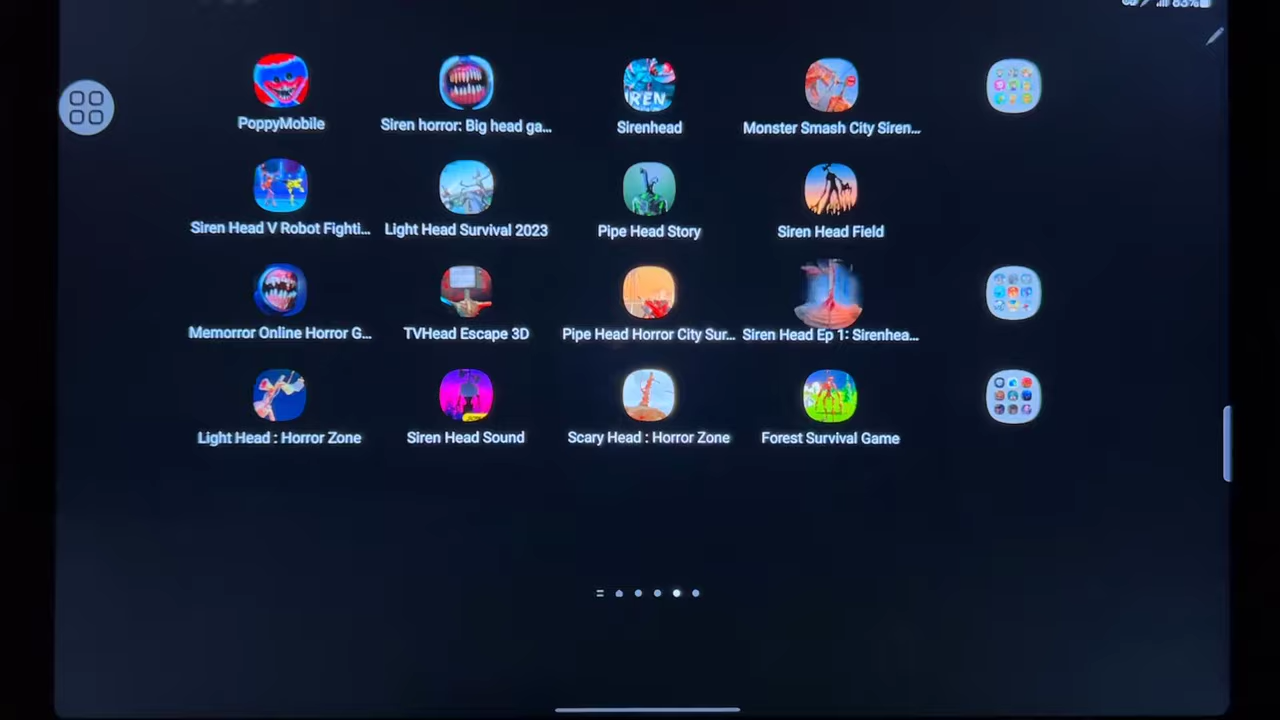 83%
PoppyMobile
Siren horror: Big head ga...
Sirenhead
Monster Smash City Siren...
REN
Siren Head V Robot Fighti...
Light Head Survival 2023
Pipe Head Story
Siren Head Field
Memorror Online Horror G...
TVHead Escape 3D
Pipe Head Horror City Sur...
Siren Head Ep 1: Sirenhea...
Light Head : Horror Zone
Siren Head Sound
Scary Head : Horror Zone
Forest Survival Game